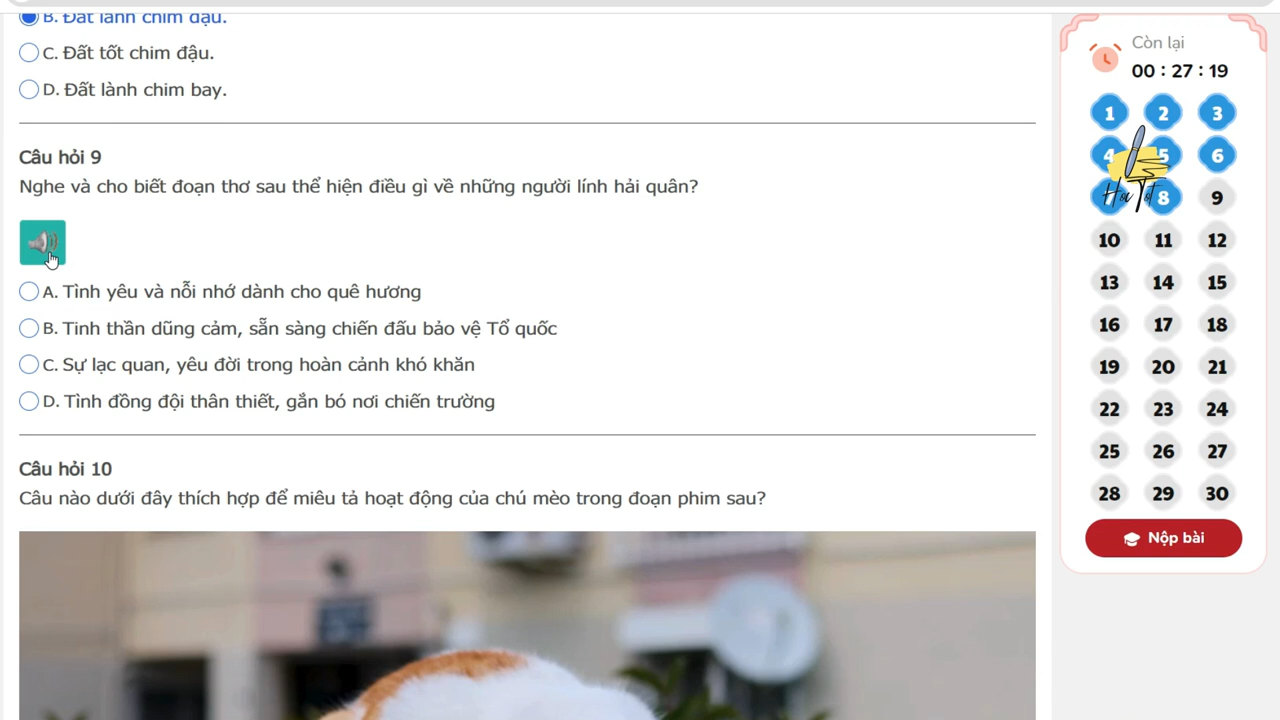 B. Đất lành chim đậu.
C. Đất tốt chim đậu.
D. Đất lành chim bay.
Câu hỏi 9
Nghe và cho biết đoạn thơ sau thể hiện điều gì về những người lính hải quân?
A. Tình yêu và nỗi nhớ dành cho quê hương
B. Tinh thần dũng cảm, sẵn sàng chiến đấu bảo vệ Tổ quốc
C. Sự lạc quan, yêu đời trong hoàn cảnh khó khăn
D. Tình đồng đội thân thiết, gắn bó nơi chiến trường
Câu hỏi 10
Câu nào dưới đây thích hợp để miêu tả hoạt động của chú mèo trong đoạn phim sau?
Còn lại
00 : 27 : 19
1 2 3
4 5 6
7 8 9
Học Tốt
10 11 12
13 14 15
16 17 18
19 20 21
22 23 24
25 26 27
28 29 30
Nộp bài